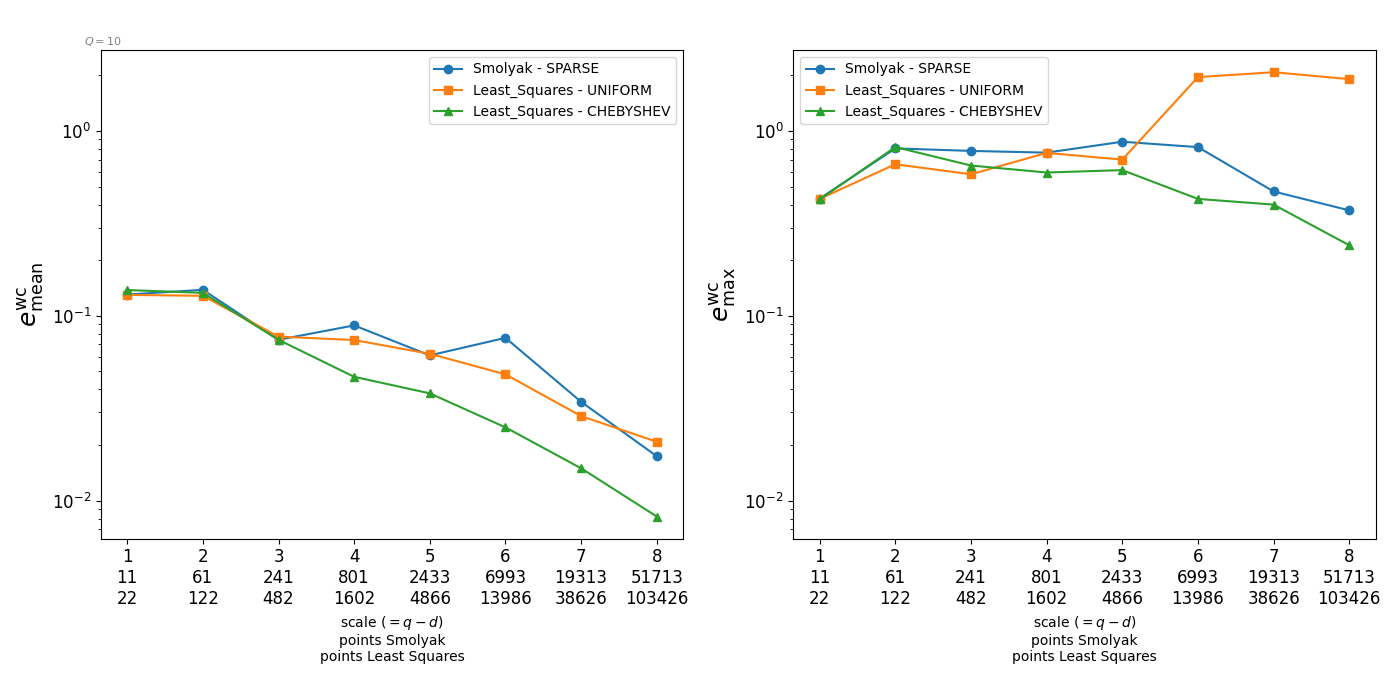 Q = 10
Smolyak - SPARSE
Least_Squares - UNIFORM
Least_Squares - CHEBYSHEV
10⁰
10⁻¹
10⁻²
e^wc_mean
1 2 3 4 5 6 7 8
11 61 241 801 2433 6993 19313 51713
22 122 482 1602 4866 13986 38626 103426
scale (= q − d)
points Smolyak
points Least Squares
Smolyak - SPARSE
Least_Squares - UNIFORM
Least_Squares - CHEBYSHEV
10⁰
10⁻¹
10⁻²
e^wc_max
1 2 3 4 5 6 7 8
11 61 241 801 2433 6993 19313 51713
22 122 482 1602 4866 13986 38626 103426
scale (= q − d)
points Smolyak
points Least Squares